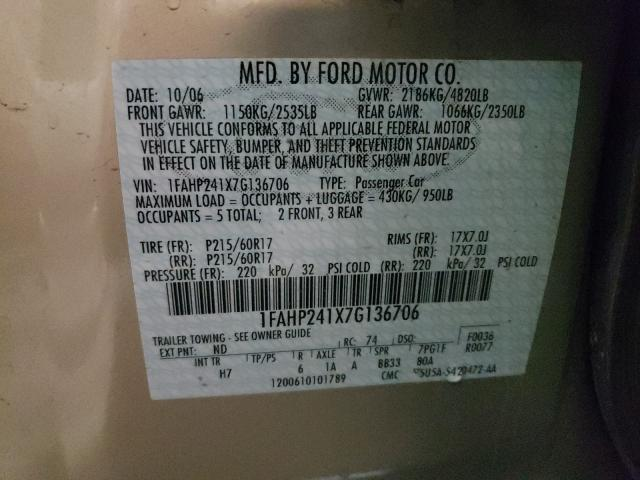 MFD. BY FORD MOTOR CO.
DATE: 10/06 GVWR: 2186KG/4820LB
FRONT GAWR: 1150KG/2535LB REAR GAWR: 1066KG/2350LB
THIS VEHICLE CONFORMS TO ALL APPLICABLE FEDERAL MOTOR
VEHICLE SAFETY, BUMPER, AND THEFT PREVENTION STANDARDS
IN EFFECT ON THE DATE OF MANUFACTURE SHOWN ABOVE.
VIN: 1FAHP241X7G136706 TYPE: Passenger Car
MAXIMUM LOAD = OCCUPANTS + LUGGAGE = 430KG/ 950LB
OCCUPANTS = 5 TOTAL; 2 FRONT, 3 REAR
TIRE (FR): P215/60R17 RIMS (FR): 17X7.0J
(RR): P215/60R17 (RR): 17X7.0J
PRESSURE (FR): 220 kPa/ 32 PSI COLD (RR): 220 kPa/ 32 PSI COLD
1FAHP241X7G136706
TRAILER TOWING - SEE OWNER GUIDE F0036
EXT PNT: ND RC: 74 DSO: R0077
INT TR TP/PS R AXLE TR SPR 7PG1F
H7 6 1A A BB33 80A
1200610101789 CMC 5U5A-5420472-AA